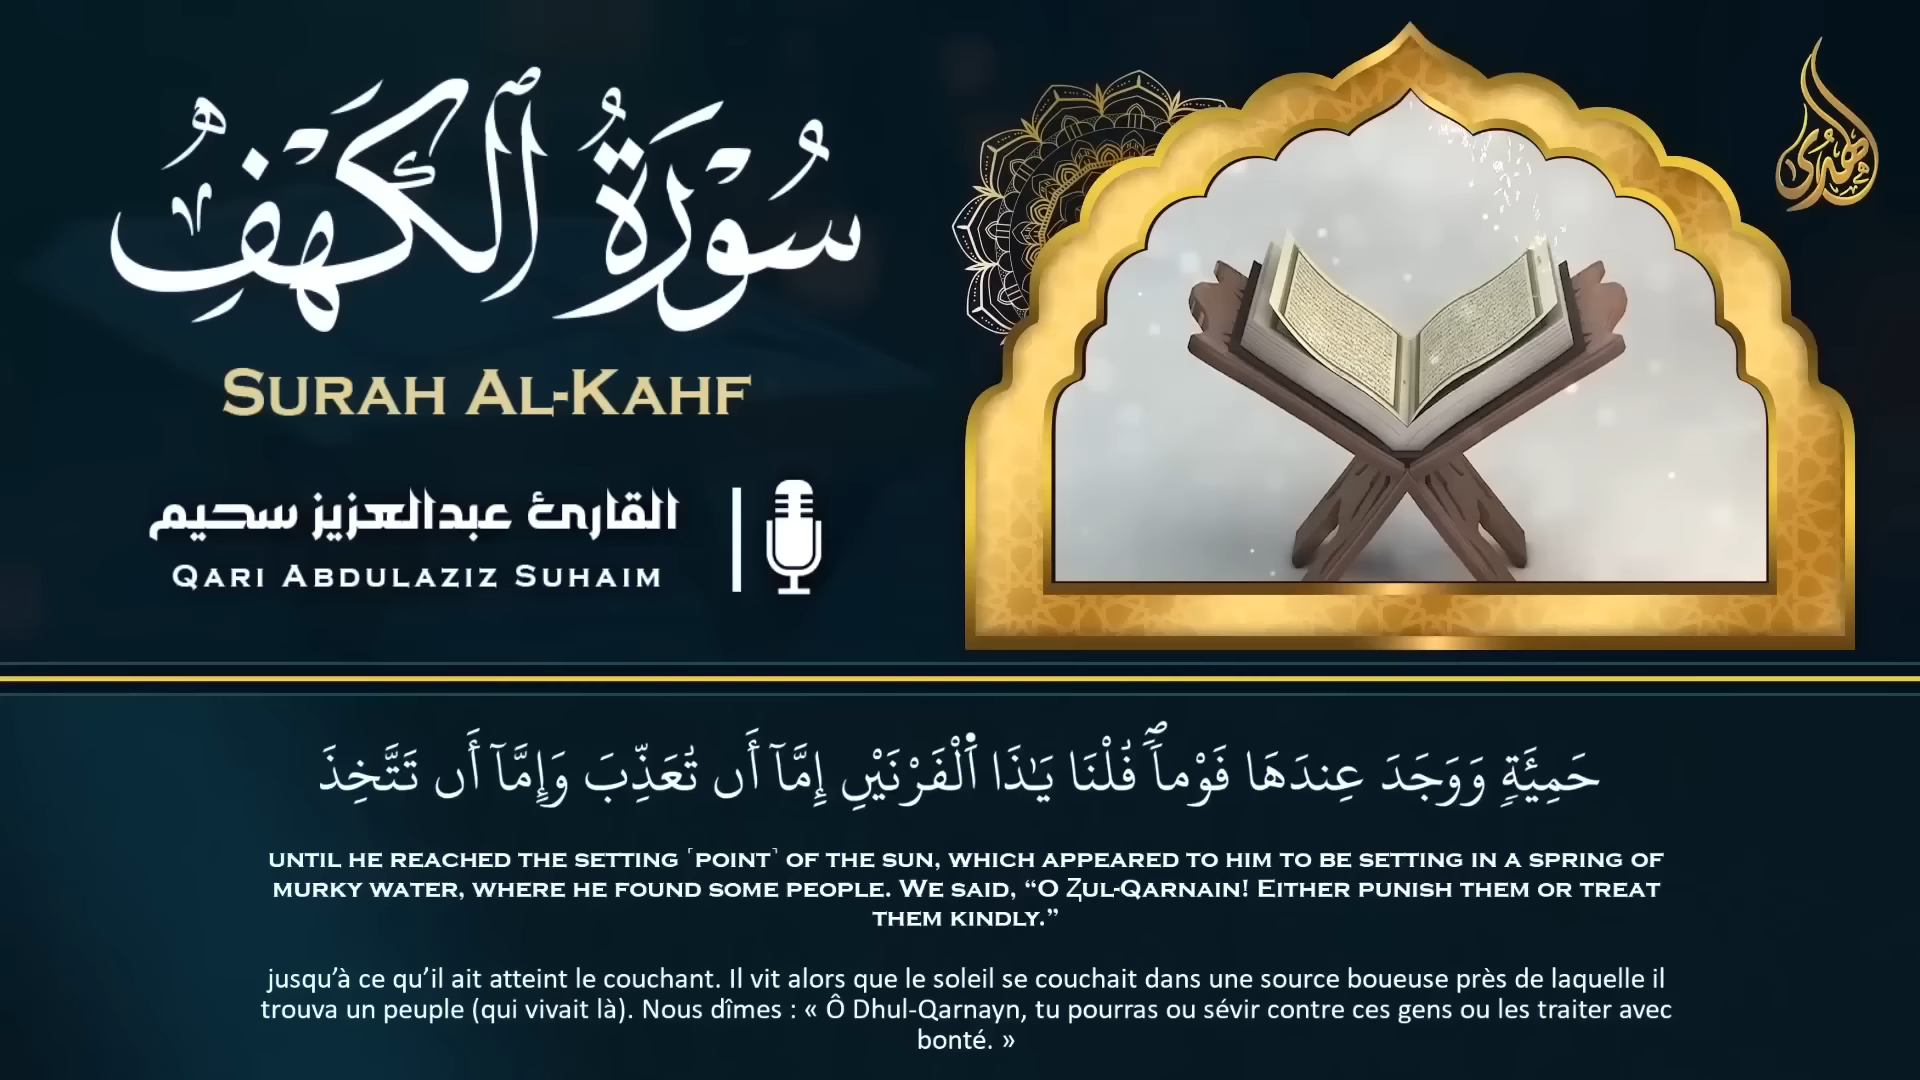 سُورَةُ ٱلْكَهْفِ
SURAH AL-KAHF
القارئ عبدالعزيز سحيم
QARI ABDULAZIZ SUHAIM
الهدى
حَمِئَةٖ وَوَجَدَ عِندَهَا قَوْماٗۖ قُلْنَا يَٰذَا اَ۬لْقَرْنَيْنِ إِمَّآ أَن تُعَذِّبَ وَإِمَّآ أَن تَتَّخِذَ
UNTIL HE REACHED THE SETTING ˹POINT˺ OF THE SUN, WHICH APPEARED TO HIM TO BE SETTING IN A SPRING OF
MURKY WATER, WHERE HE FOUND SOME PEOPLE. WE SAID, “O ⱫUL-QARNAIN! EITHER PUNISH THEM OR TREAT
THEM KINDLY.”
jusqu’à ce qu’il ait atteint le couchant. Il vit alors que le soleil se couchait dans une source boueuse près de laquelle il
trouva un peuple (qui vivait là). Nous dîmes : « Ô Dhul-Qarnayn, tu pourras ou sévir contre ces gens ou les traiter avec
bonté. »